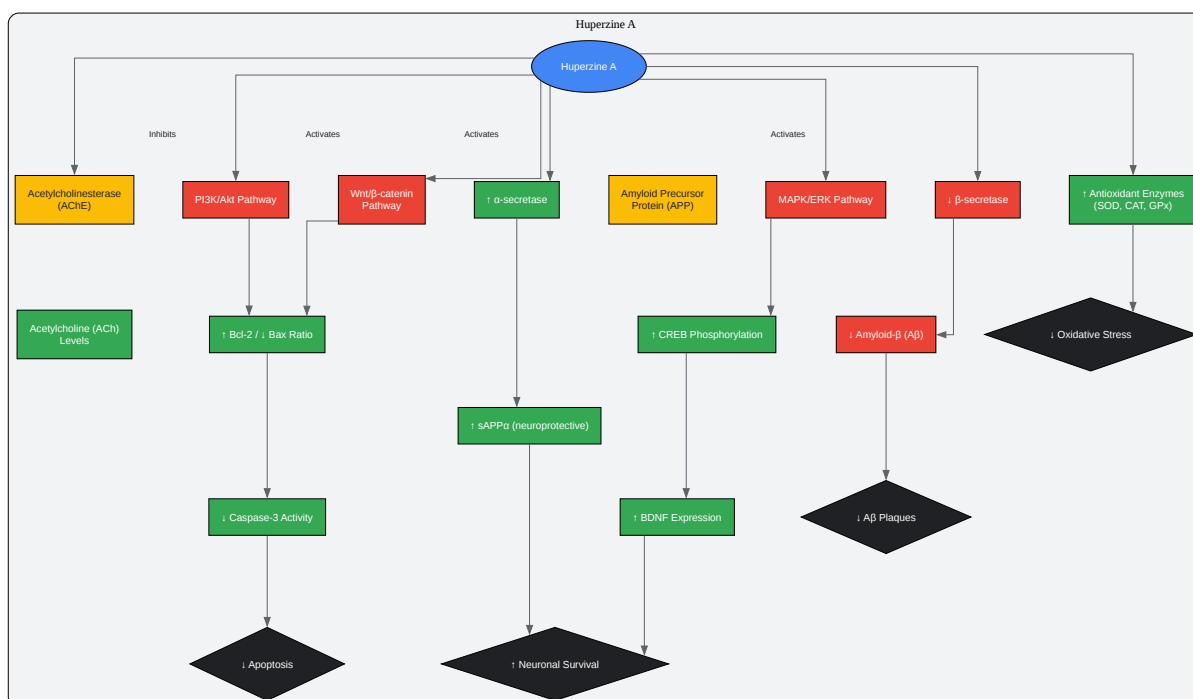 Huperzine A
Huperzine A
Inhibits
Activates
Activates
Activates
Acetylcholinesterase
(AChE)
PI3K/Akt Pathway
Wnt/β-catenin
Pathway
↑ α-secretase
Amyloid Precursor
Protein (APP)
MAPK/ERK Pathway
↓ β-secretase
↑ Antioxidant Enzymes
(SOD, CAT, GPx)
Acetylcholine (ACh)
Levels
↑ Bcl-2 / ↓ Bax Ratio
↑ CREB Phosphorylation
↓ Amyloid-β (Aβ)
↓ Oxidative Stress
↑ sAPPα (neuroprotective)
↓ Caspase-3 Activity
↑ BDNF Expression
↓ Aβ Plaques
↓ Apoptosis
↑ Neuronal Survival